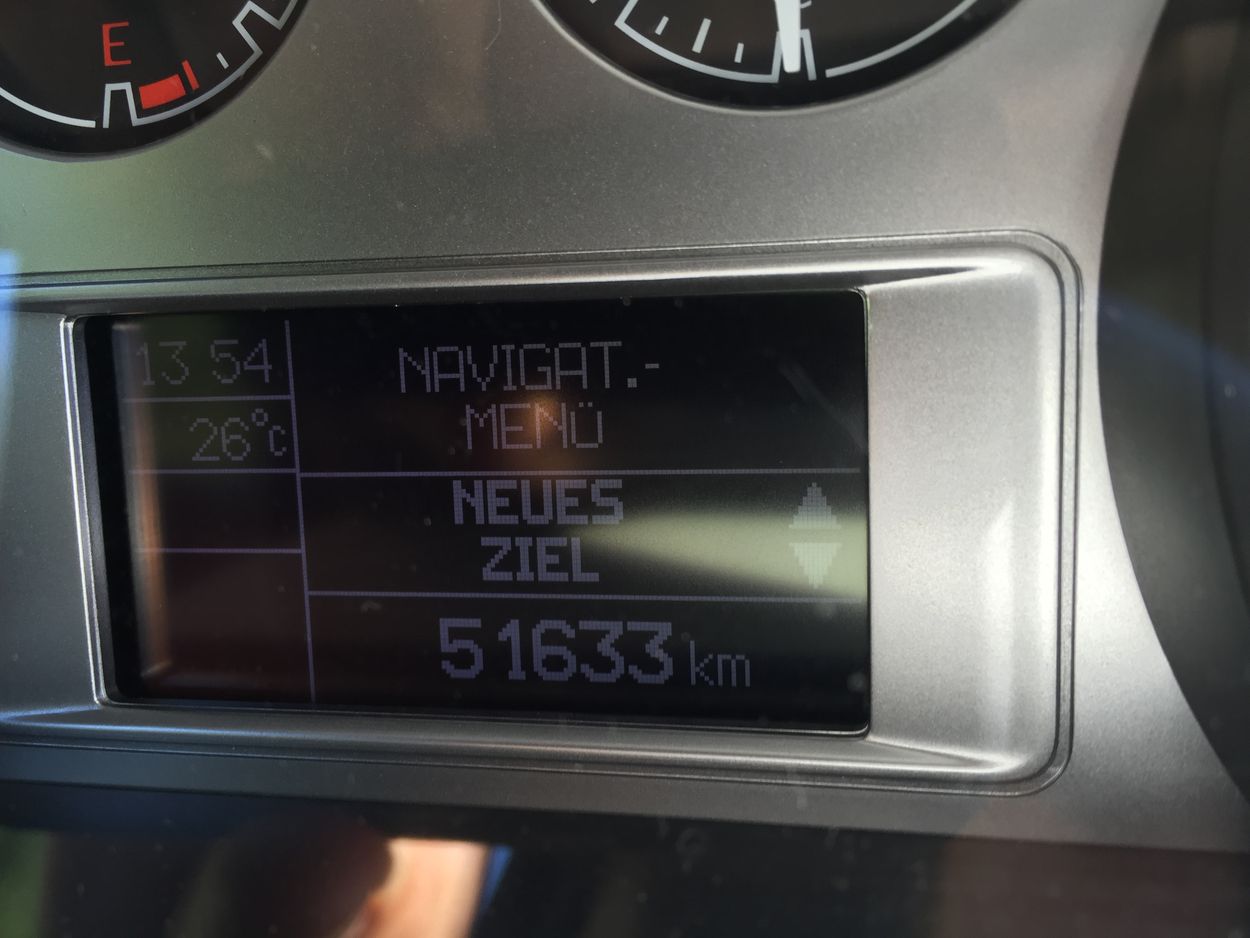 E
13 54
26°C
NAVIGAT.-
MENÜ
NEUES
ZIEL
51633 km